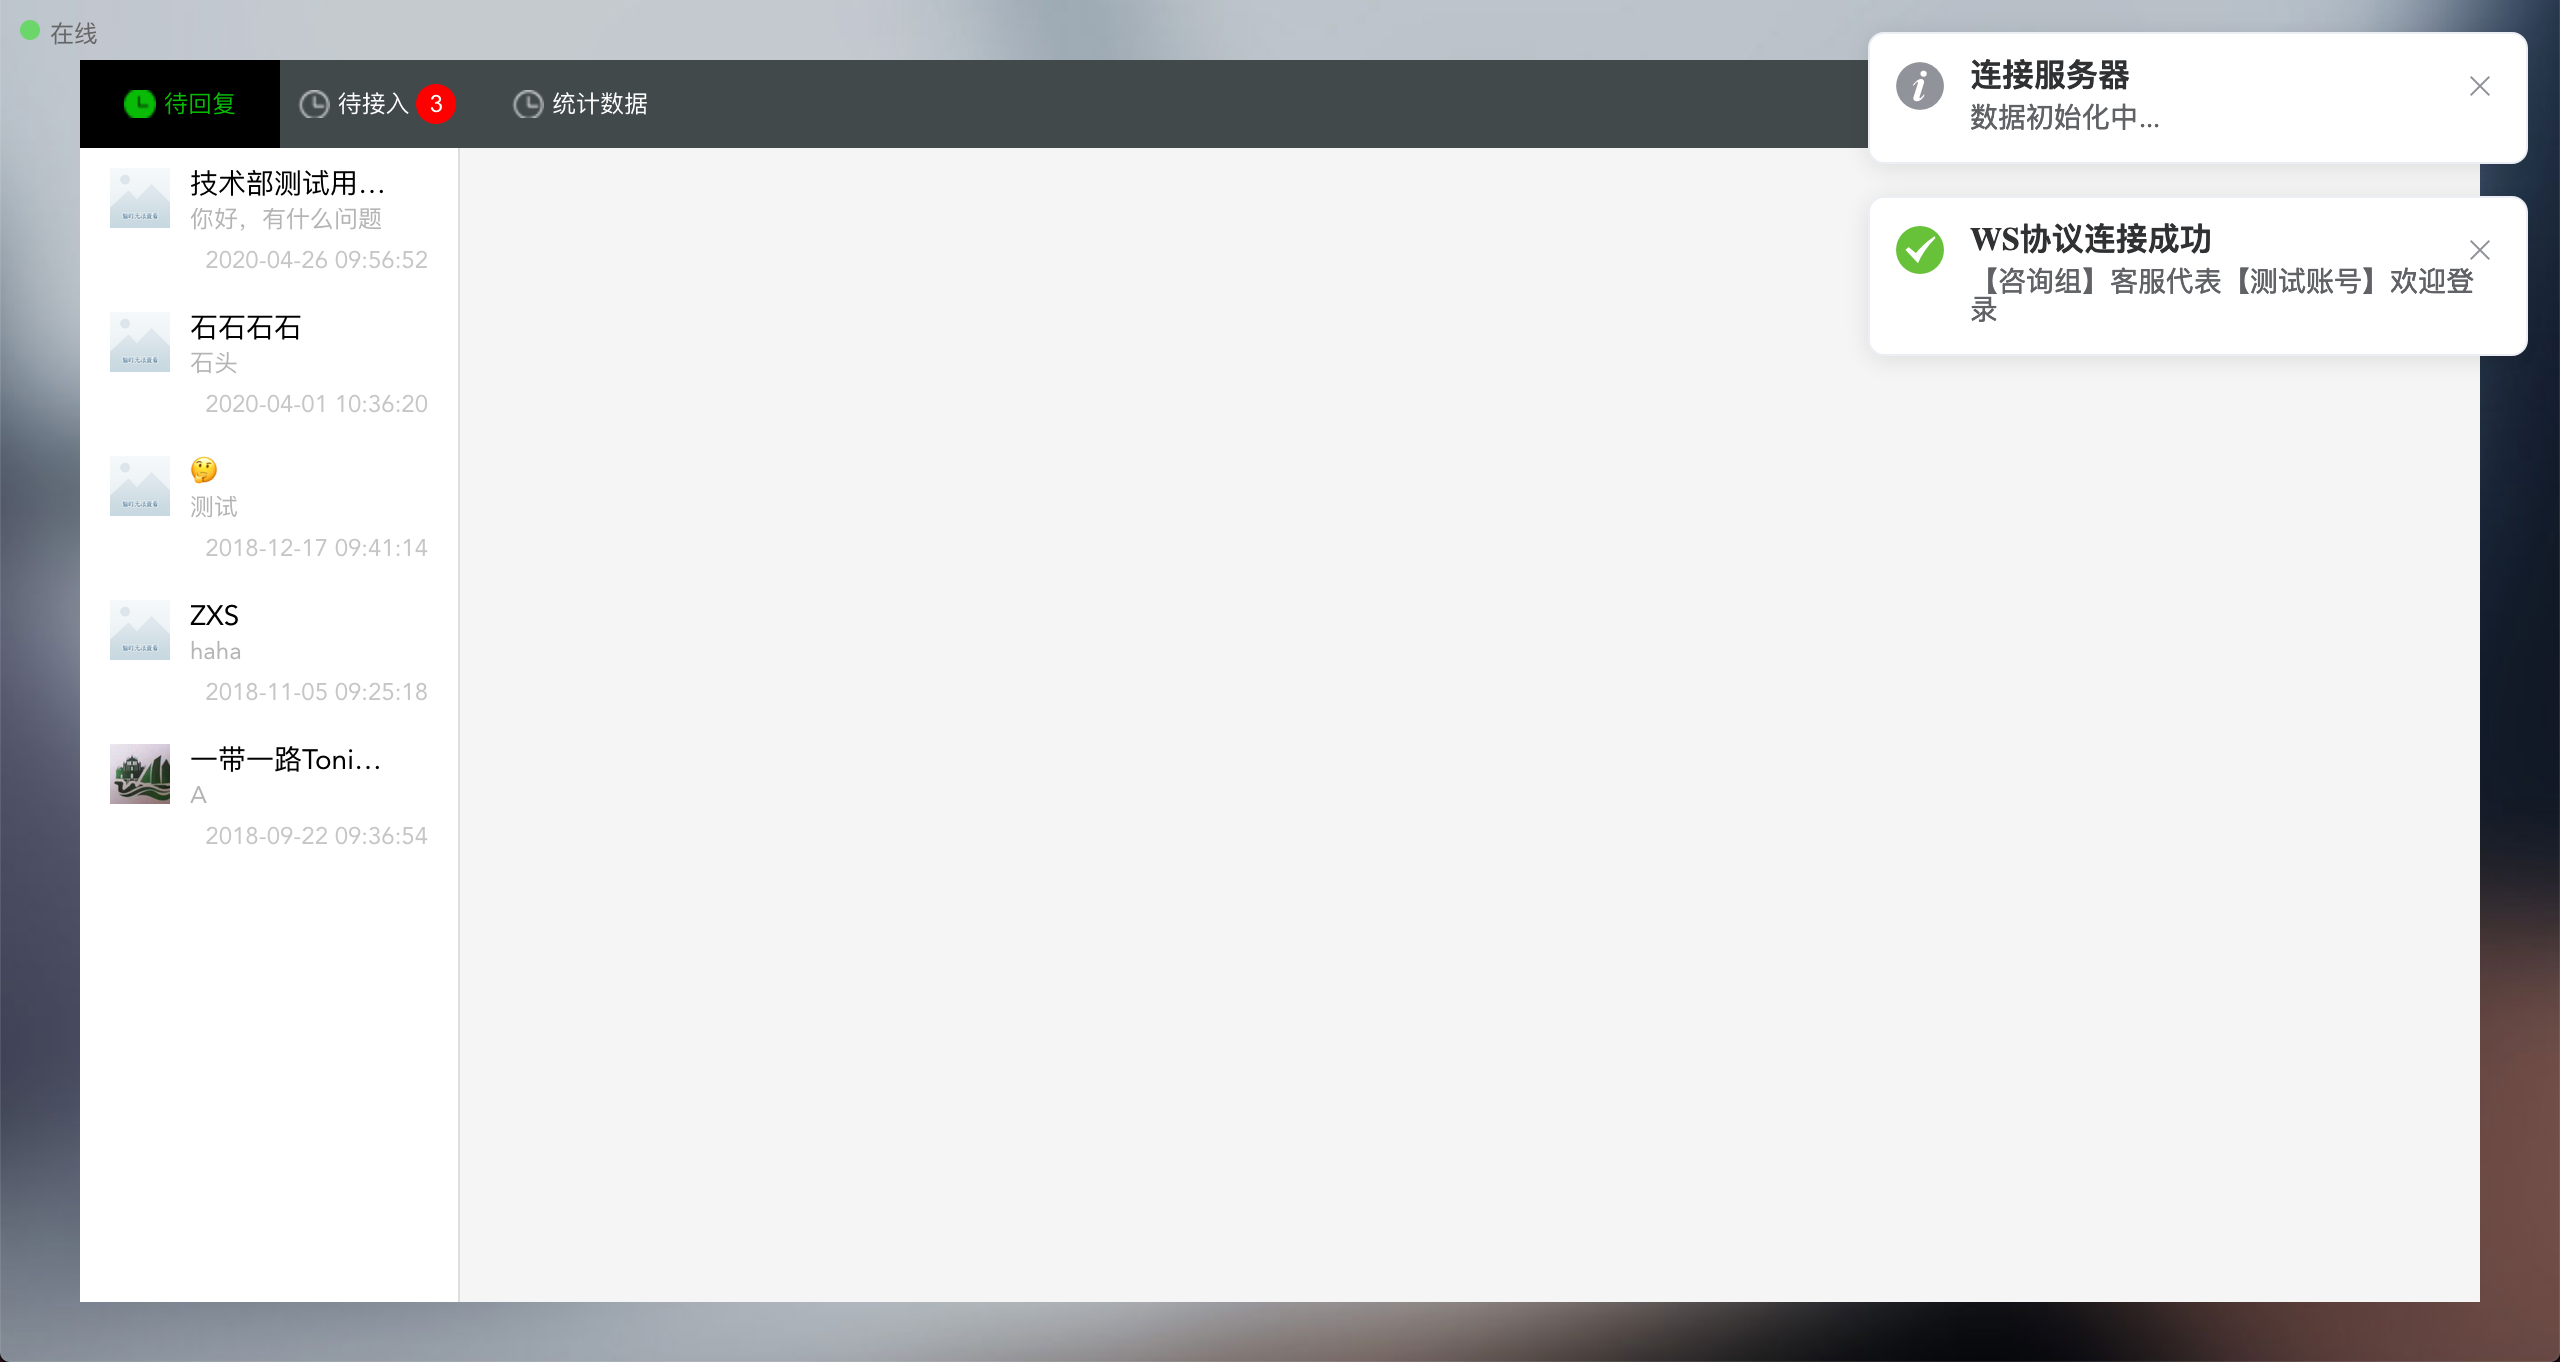 在线
待回复
待接入 3
统计数据
连接服务器
数据初始化中...
WS协议连接成功
【咨询组】客服代表【测试账号】欢迎登
录
技术部测试用...
你好，有什么问题
2020-04-26 09:56:52
石石石石
石头
2020-04-01 10:36:20
🤔
测试
2018-12-17 09:41:14
ZXS
haha
2018-11-05 09:25:18
一带一路Toni...
A
2018-09-22 09:36:54